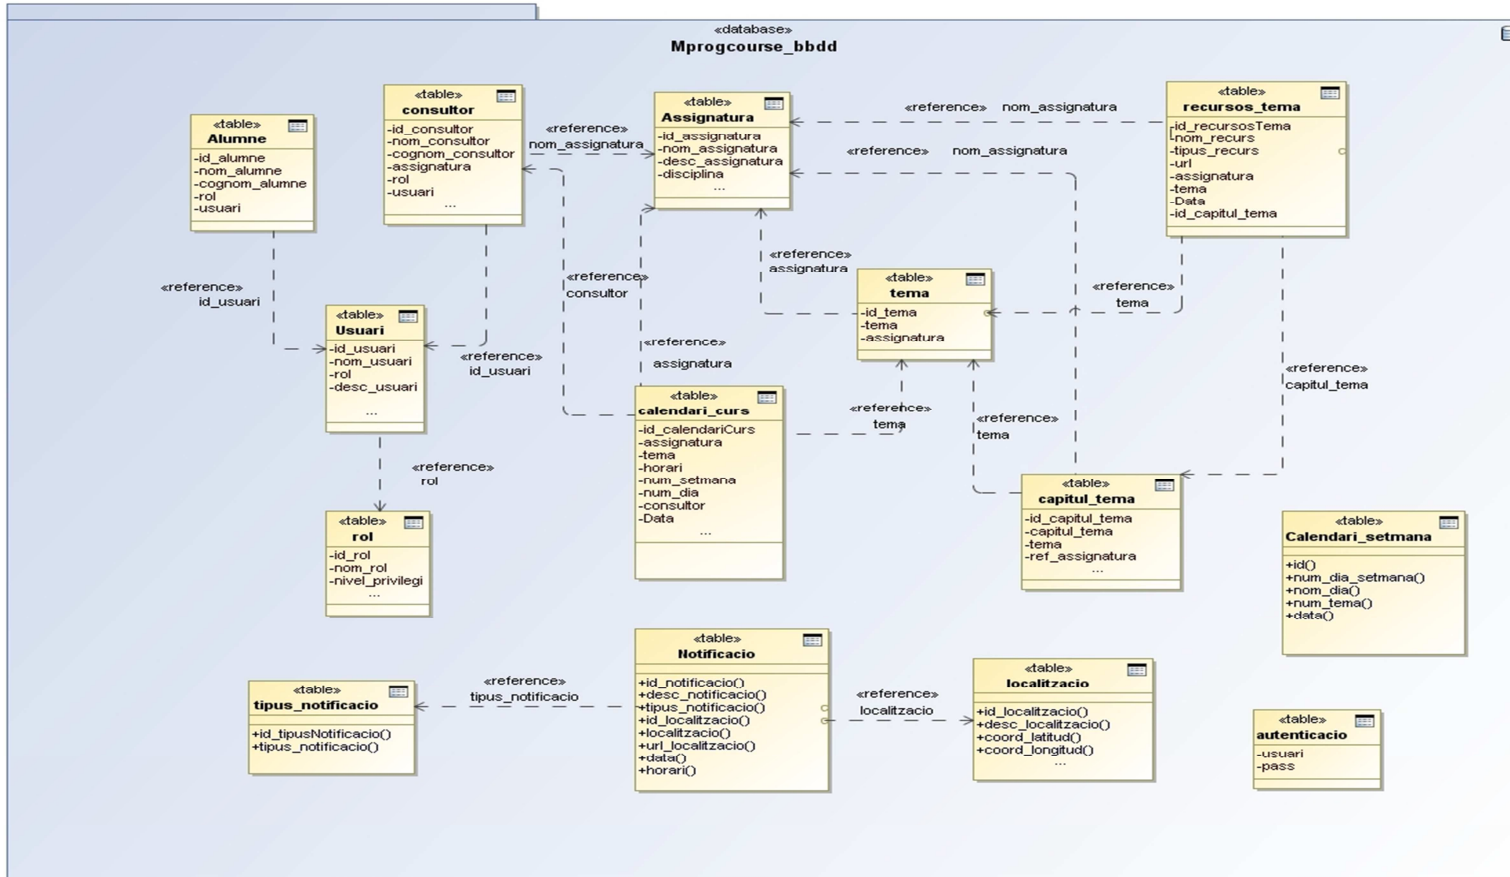 «database»
Mprogcourse_bbdd
«table»
Alumne
-id_alumne
-nom_alumne
-cognom_alumne
-rol
-usuari
«table»
consultor
-id_consultor
-nom_consultor
-cognom_consultor
-assignatura
-rol
-usuari
...
«reference»
nom_assignatura
«table»
Assignatura
-id_assignatura
-nom_assignatura
-desc_assignatura
-disciplina
...
«reference» nom_assignatura
«reference» nom_assignatura
«table»
recursos_tema
-id_recursosTema
-nom_recurs
-tipus_recurs
-url
-assignatura
-tema
-Data
-id_capitul_tema
«reference»
id_usuari
«table»
Usuari
-id_usuari
-nom_usuari
-rol
-desc_usuari
...
«reference»
id_usuari
«reference»
consultor
«reference»
assignatura
«reference»
assignatura
«table»
tema
-id_tema
-tema
-assignatura
«reference»
tema
«reference»
capitul_tema
«reference»
rol
«table»
rol
-id_rol
-nom_rol
-nivel_privilegi
...
«table»
calendari_curs
-id_calendariCurs
-assignatura
-tema
-horari
-num_setmana
-num_dia
-consultor
-Data
...
«reference»
tema
«reference»
tema
«table»
capitul_tema
-id_capitul_tema
-capitul_tema
-tema
-ref_assignatura
...
«table»
Calendari_setmana
+id()
+num_dia_setmana()
+nom_dia()
+num_tema()
+data()
«table»
tipus_notificacio
+id_tipusNotificacio()
+tipus_notificacio()
«reference»
tipus_notificacio
«table»
Notificacio
+id_notificacio()
+desc_notificacio()
+tipus_notificacio()
+id_localitzacio()
+localitzacio()
+url_localitzacio()
+data()
+horari()
«reference»
localitzacio
«table»
localitzacio
+id_localitzacio()
+desc_localitzacio()
+coord_latitud()
+coord_longitud()
...
«table»
autenticacio
-usuari
-pass